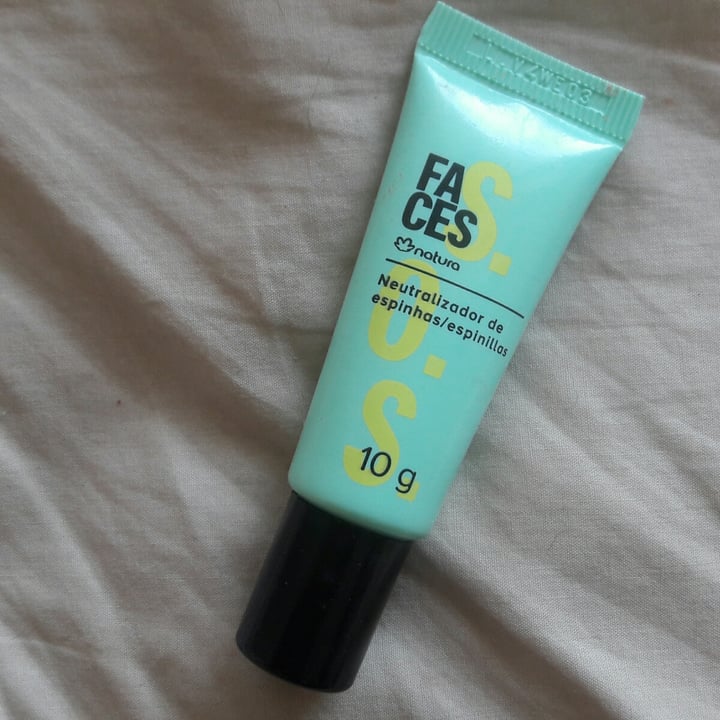 FA
CES
natura
Neutralizador de
espinhas/espinillas
S.
O.
S.
10 g